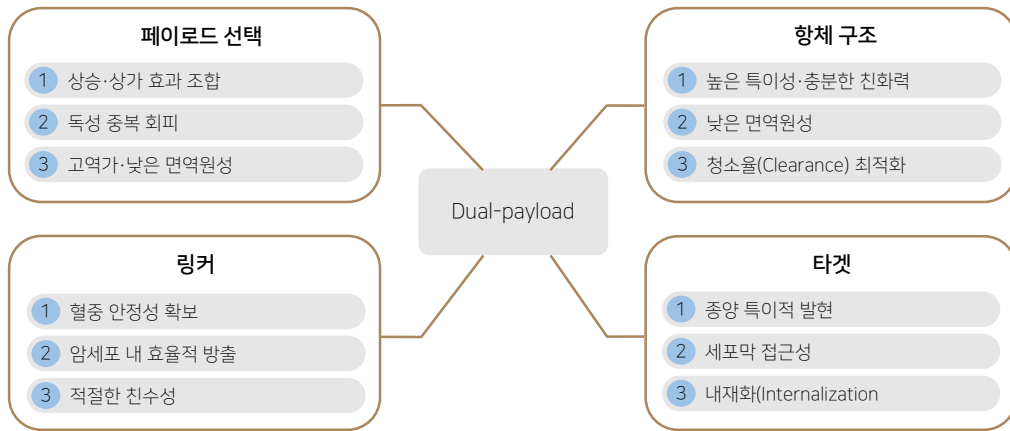 페이로드 선택
1 상승·상가 효과 조합
2 독성 중복 회피
3 고역가·낮은 면역원성
항체 구조
1 높은 특이성·충분한 친화력
2 낮은 면역원성
3 청소율(Clearance) 최적화
Dual-payload
링커
1 혈중 안정성 확보
2 암세포 내 효율적 방출
3 적절한 친수성
타겟
1 종양 특이적 발현
2 세포막 접근성
3 내재화(Internalization